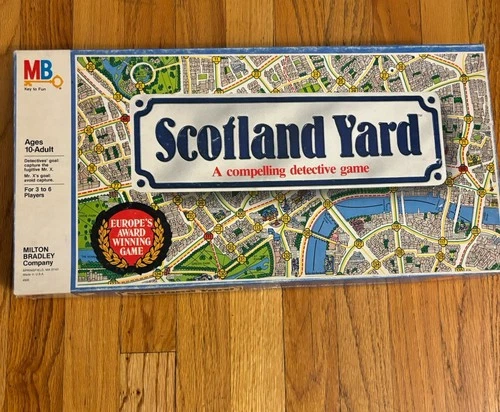 MB
Key to Fun
Scotland Yard
A compelling detective game
Ages
10-Adult
Detectives' goal:
capture the
fugitive Mr. X.
Mr. X's goal:
avoid capture.
For 3 to 6
Players
EUROPE'S
AWARD
WINNING
GAME
MILTON
BRADLEY
Company